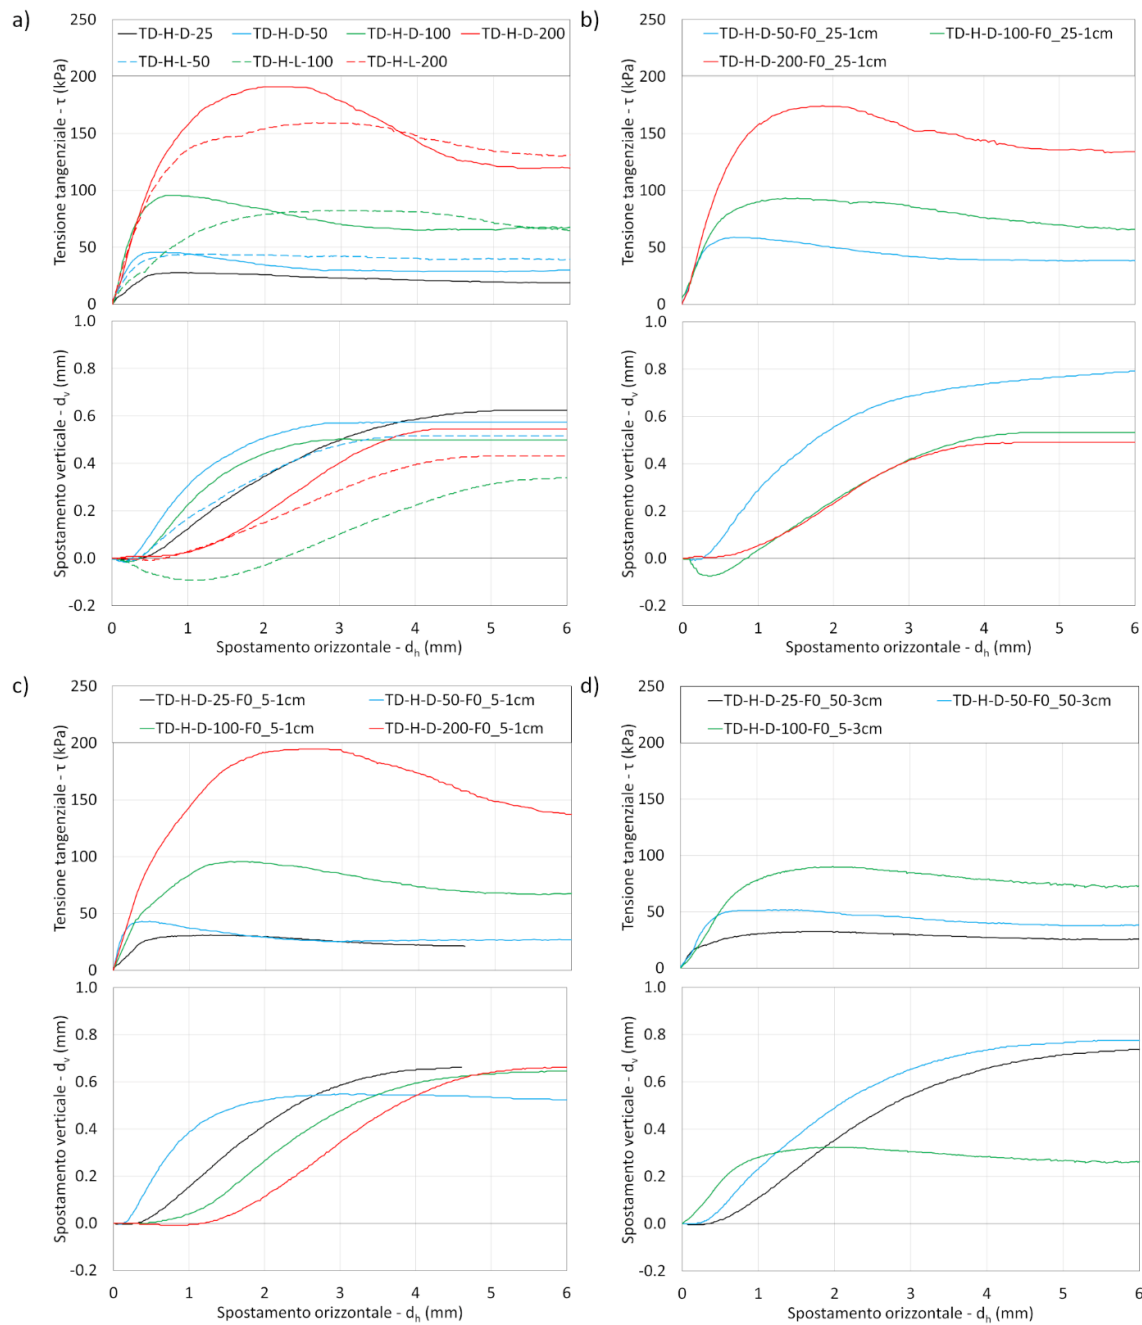 a)
TD-H-D-25 TD-H-D-50 TD-H-D-100 TD-H-D-200
TD-H-L-50 TD-H-L-100 TD-H-L-200
Tensione tangenziale - τ (kPa)
250
200
150
100
50
0
Spostamento verticale - dᵥ (mm)
1.0
0.8
0.6
0.4
0.2
0.0
-0.2
0 1 2 3 4 5 6
Spostamento orizzontale - dₕ (mm)
b)
TD-H-D-50-F0_25-1cm TD-H-D-100-F0_25-1cm
TD-H-D-200-F0_25-1cm
Tensione tangenziale - τ (kPa)
250
200
150
100
50
0
Spostamento verticale - dᵥ (mm)
1.0
0.8
0.6
0.4
0.2
0.0
-0.2
0 1 2 3 4 5 6
Spostamento orizzontale - dₕ (mm)
c)
TD-H-D-25-F0_5-1cm TD-H-D-50-F0_5-1cm
TD-H-D-100-F0_5-1cm TD-H-D-200-F0_5-1cm
Tensione tangenziale - τ (kPa)
250
200
150
100
50
0
Spostamento verticale - dᵥ (mm)
1.0
0.8
0.6
0.4
0.2
0.0
-0.2
0 1 2 3 4 5 6
Spostamento orizzontale - dₕ (mm)
d)
TD-H-D-25-F0_50-3cm TD-H-D-50-F0_50-3cm
TD-H-D-100-F0_5-3cm
Tensione tangenziale - τ (kPa)
250
200
150
100
50
0
Spostamento verticale - dᵥ (mm)
1.0
0.8
0.6
0.4
0.2
0.0
-0.2
0 1 2 3 4 5 6
Spostamento orizzontale - dₕ (mm)